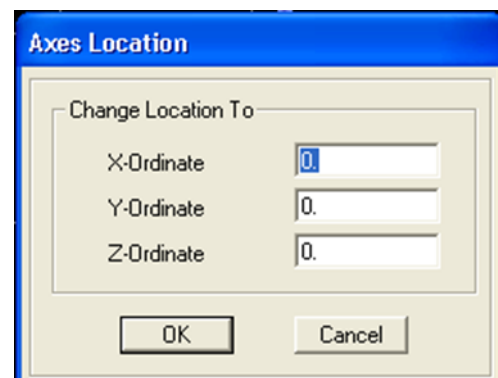 Axes Location
Change Location To
X-Ordinate 0.
Y-Ordinate 0.
Z-Ordinate 0.
OK Cancel